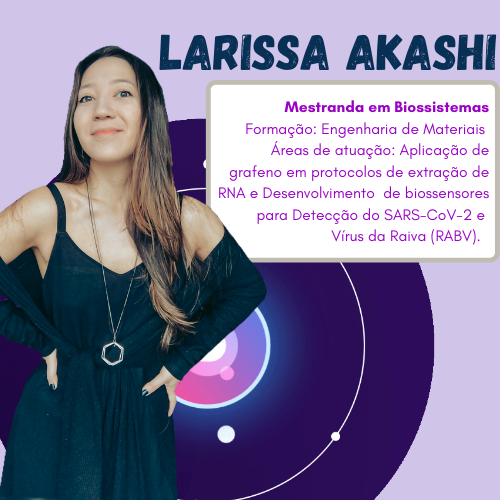 LARISSA AKASHI
Mestranda em Biossistemas
Formação: Engenharia de Materiais
Áreas de atuação: Aplicação de
grafeno em protocolos de extração de
RNA e Desenvolvimento de biossensores
para Detecção do SARS-CoV-2 e
Vírus da Raiva (RABV).